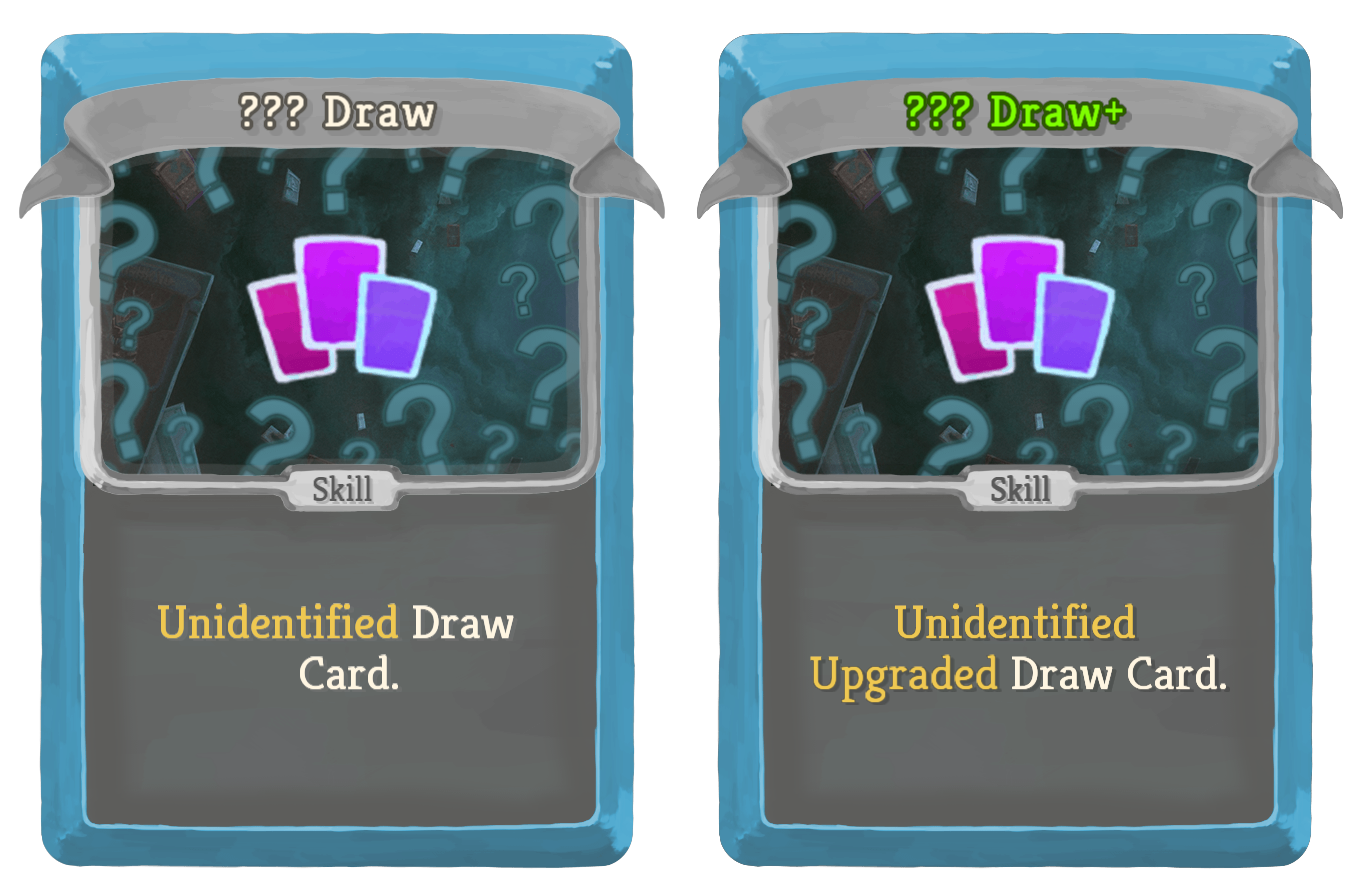 ??? Draw
Skill
Unidentified Draw
Card.
??? Draw+
Skill
Unidentified
Upgraded Draw Card.